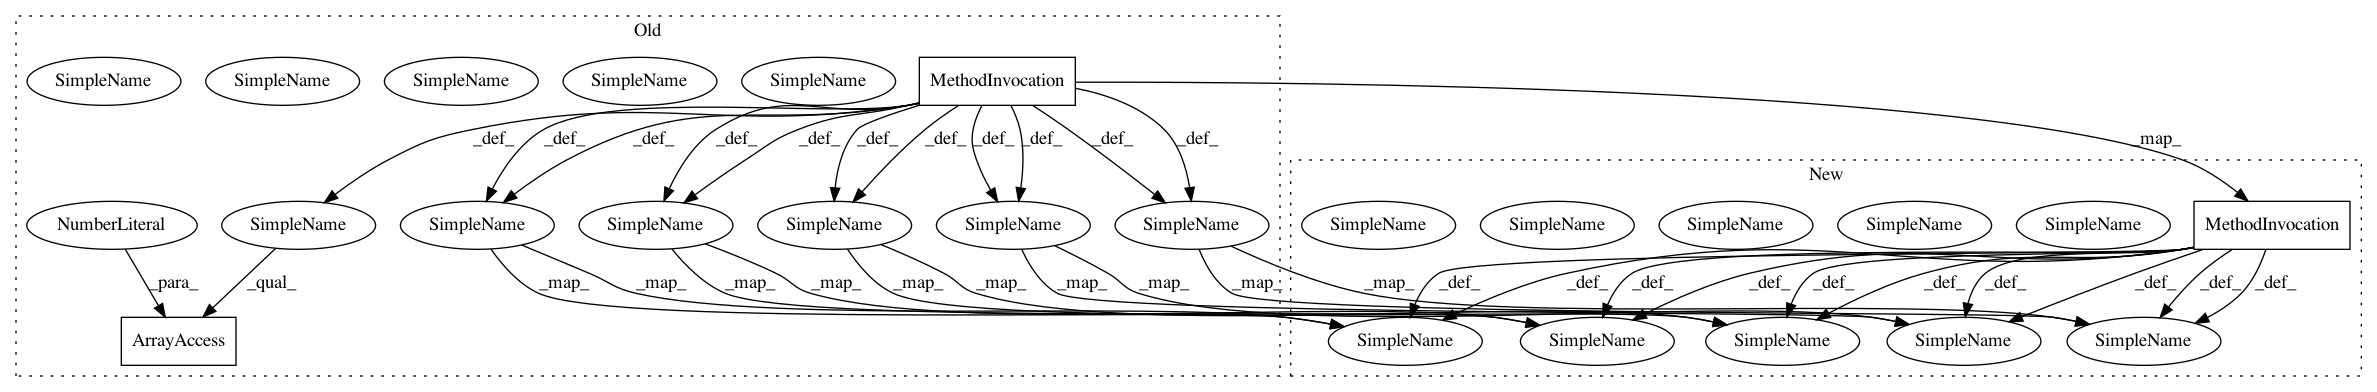 Old
SimpleName SimpleName SimpleName SimpleName SimpleName MethodInvocation
_def_ _def_ _def_ _def_ _def_ _def_ _def_ _def_ _def_ _def_ _def_ _map_
New
NumberLiteral SimpleName SimpleName SimpleName SimpleName SimpleName SimpleName SimpleName SimpleName SimpleName SimpleName SimpleName MethodInvocation
_para_ _qual_ _map_ _map_ _map_ _map_ _map_ _map_ _map_ _map_ _map_ _map_ _def_ _def_ _def_ _def_ _def_ _def_ _def_ _def_ _def_ _def_
ArrayAccess SimpleName SimpleName SimpleName SimpleName SimpleName